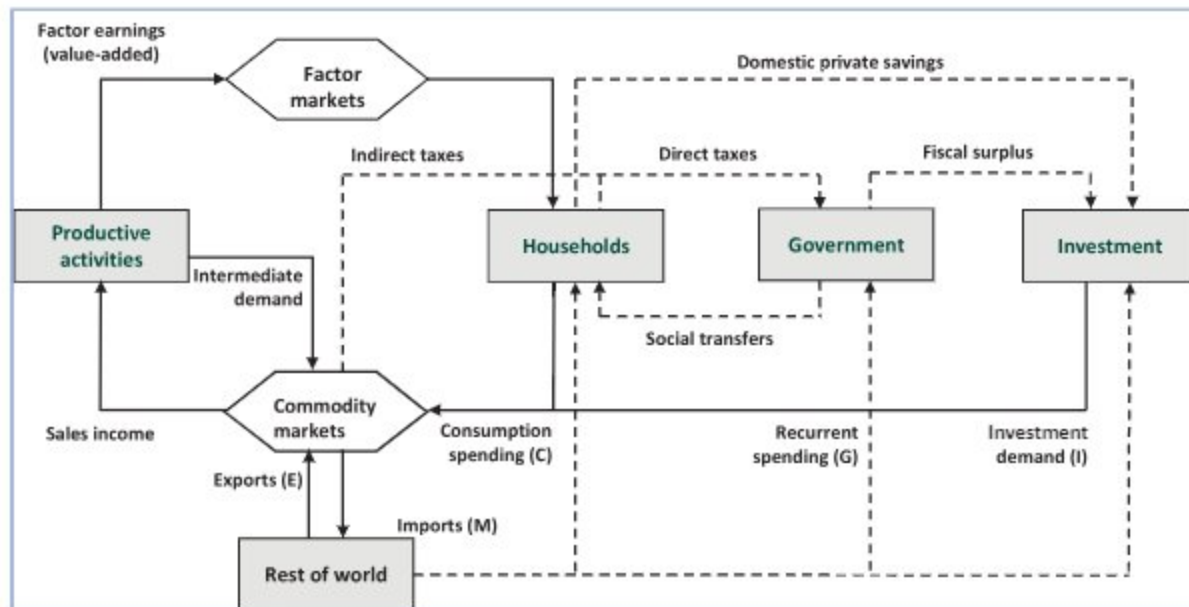 Factor earnings
(value-added)
Factor
markets
Domestic private savings
Indirect taxes
Direct taxes
Fiscal surplus
Productive
activities
Households
Government
Investment
Intermediate
demand
Social transfers
Commodity
markets
Sales income
Consumption
spending (C)
Recurrent
spending (G)
Investment
demand (I)
Exports (E)
Imports (M)
Rest of world